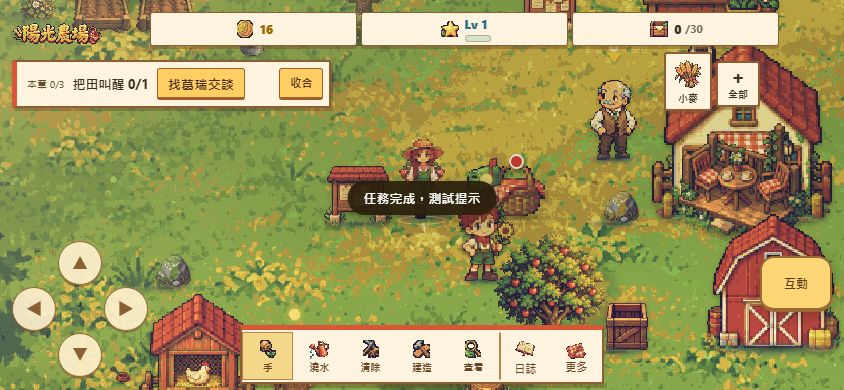 陽光農場
16
Lv 1
0 /30
本章 0/3 把田叫醒 0/1 找葛瑞交談 收合
小麥
+
全部
任務完成，測試提示
互動
手 澆水 清除 建造 查看 日誌 更多